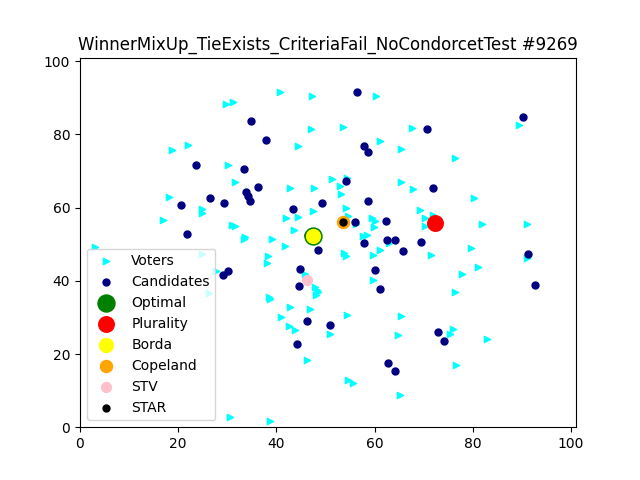 WinnerMixUp_TieExists_CriteriaFail_NoCondorcetTest #9269
100
80
60
40
20
0
0 20 40 60 80 100
Voters
Candidates
Optimal
Plurality
Borda
Copeland
STV
STAR